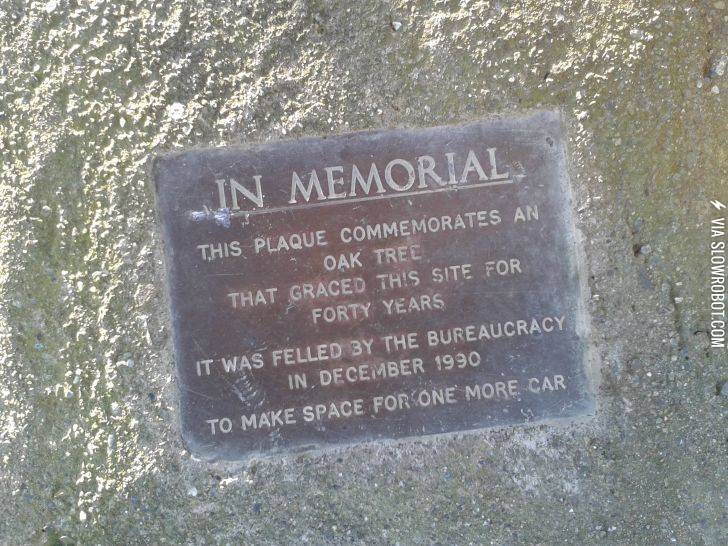 IN MEMORIAL
THIS PLAQUE COMMEMORATES AN
OAK TREE
THAT GRACED THIS SITE FOR
FORTY YEARS
IT WAS FELLED BY THE BUREAUCRACY
IN DECEMBER 1990
TO MAKE SPACE FOR ONE MORE CAR
VIA SLOWROBOT.COM